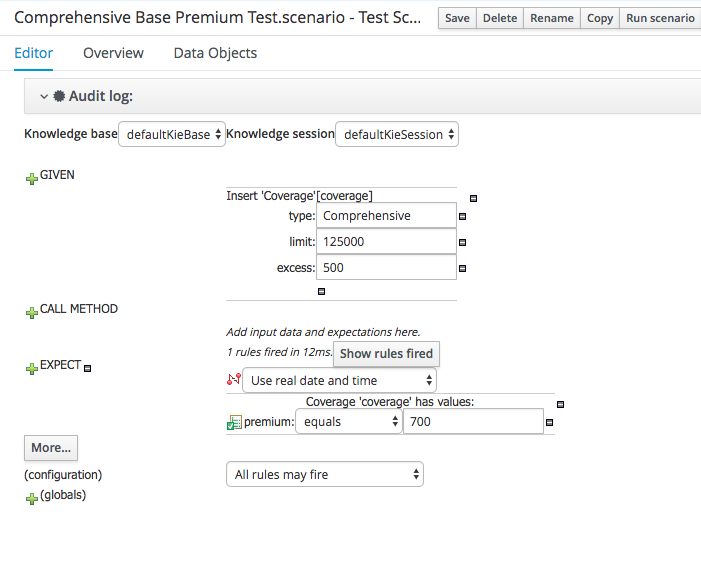 Comprehensive Base Premium Test.scenario - Test Sc... Save Delete Rename Copy Run scenario
Editor Overview Data Objects
Audit log:
Knowledge base defaultKieBase Knowledge session defaultKieSession
GIVEN
Insert 'Coverage'[coverage]
type: Comprehensive
limit: 125000
excess: 500
CALL METHOD
Add input data and expectations here.
1 rules fired in 12ms. Show rules fired
EXPECT
Use real date and time
Coverage 'coverage' has values:
premium: equals 700
More...
(configuration) All rules may fire
(globals)